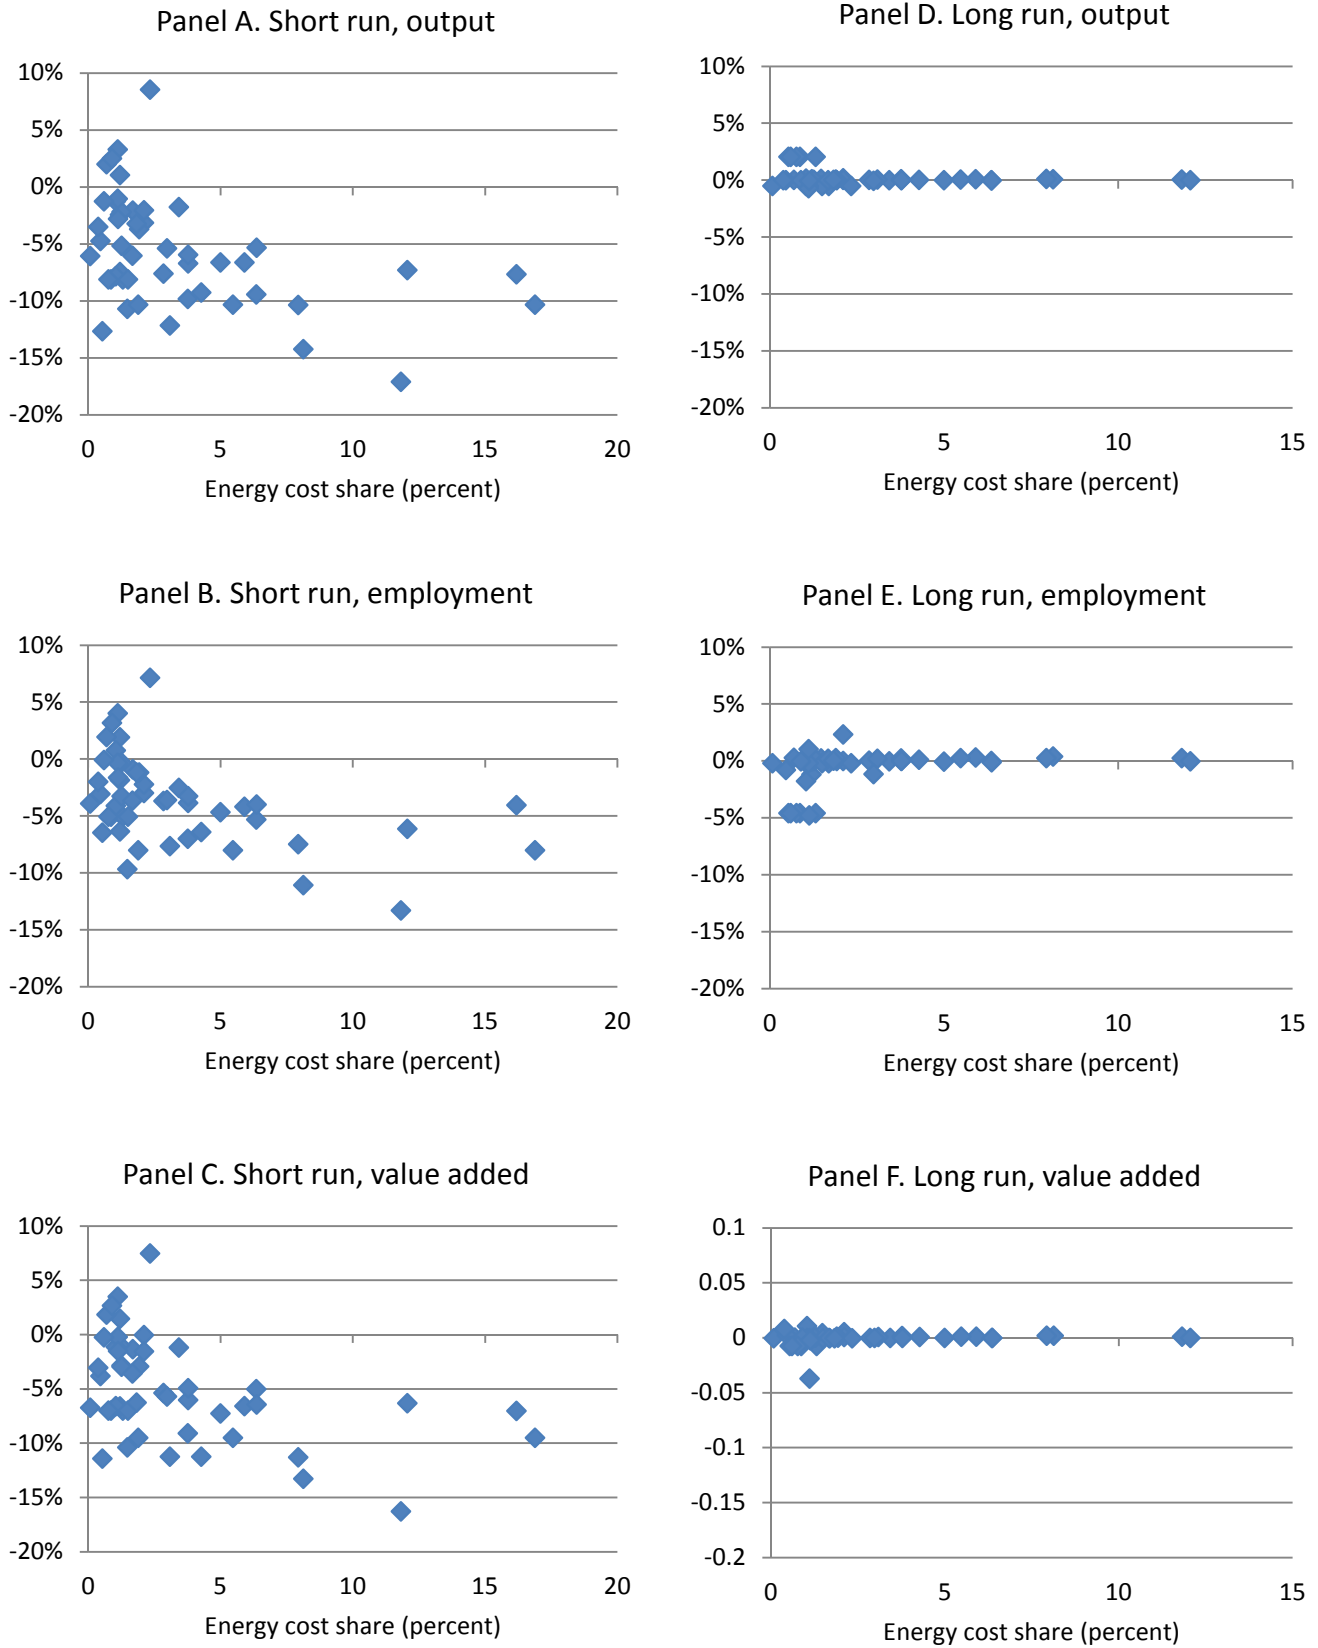 Panel A. Short run, output
10%
5%
0%
-5%
-10%
-15%
-20%
0 5 10 15 20
Energy cost share (percent)
Panel D. Long run, output
10%
5%
0%
-5%
-10%
-15%
-20%
0 5 10 15
Energy cost share (percent)
Panel B. Short run, employment
10%
5%
0%
-5%
-10%
-15%
-20%
0 5 10 15 20
Energy cost share (percent)
Panel E. Long run, employment
10%
5%
0%
-5%
-10%
-15%
-20%
0 5 10 15
Energy cost share (percent)
Panel C. Short run, value added
10%
5%
0%
-5%
-10%
-15%
-20%
0 5 10 15 20
Energy cost share (percent)
Panel F. Long run, value added
0.1
0.05
0
-0.05
-0.1
-0.15
-0.2
0 5 10 15
Energy cost share (percent)